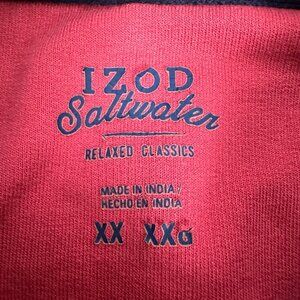 IZOD
Saltwater
RELAXED CLASSICS
MADE IN INDIA /
HECHO EN INDIA
XX XXG